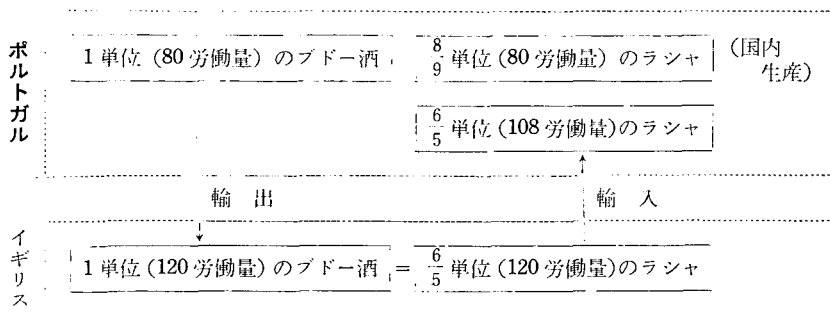 ポルトガル
1単位(80労働量)のブドー酒 8/9単位(80労働量)のラシャ (国内生産)
6/5単位(108労働量)のラシャ
輸出 輸入
イギリス
1単位(120労働量)のブドー酒 = 6/5単位(120労働量)のラシャ